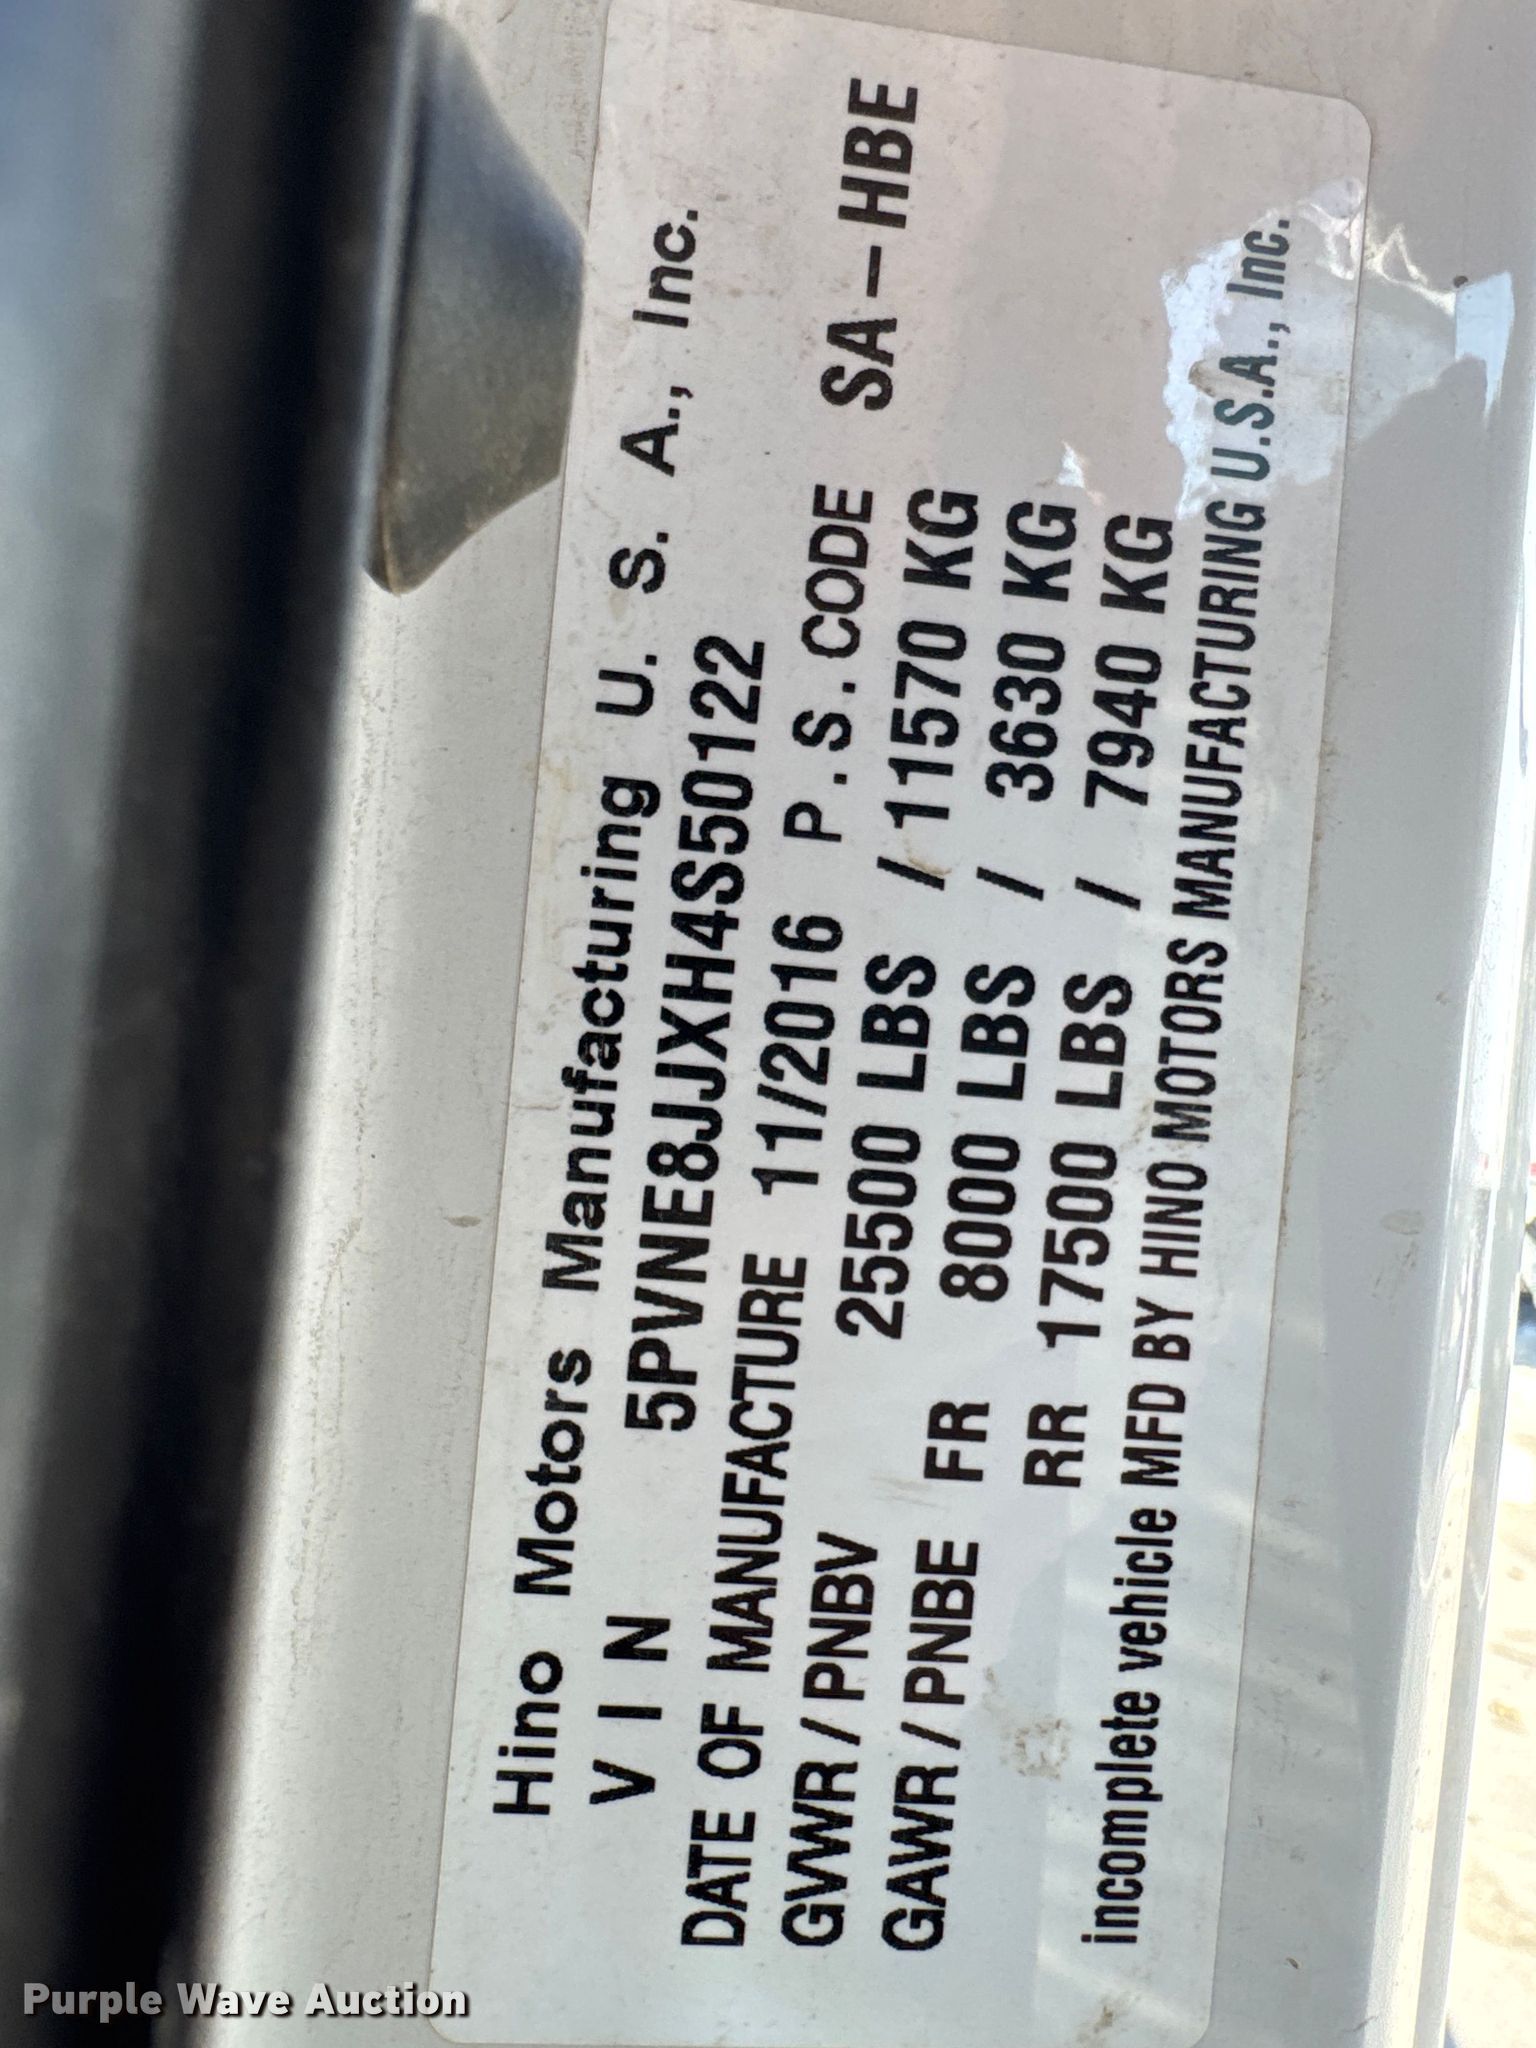 Hino Motors Manufacturing U. S. A., Inc.
V I N 5PVNE8JJXH4S50122
DATE OF MANUFACTURE 11/2016 P.S.CODE SA-HBE
GVWR/PNBV 25500 LBS /11570 KG
GAWR/PNBE FR 8000 LBS / 3630 KG
RR 17500 LBS / 7940 KG
incomplete vehicle MFD BY HINO MOTORS MANUFACTURING U.S.A., Inc.
Purple Wave Auction